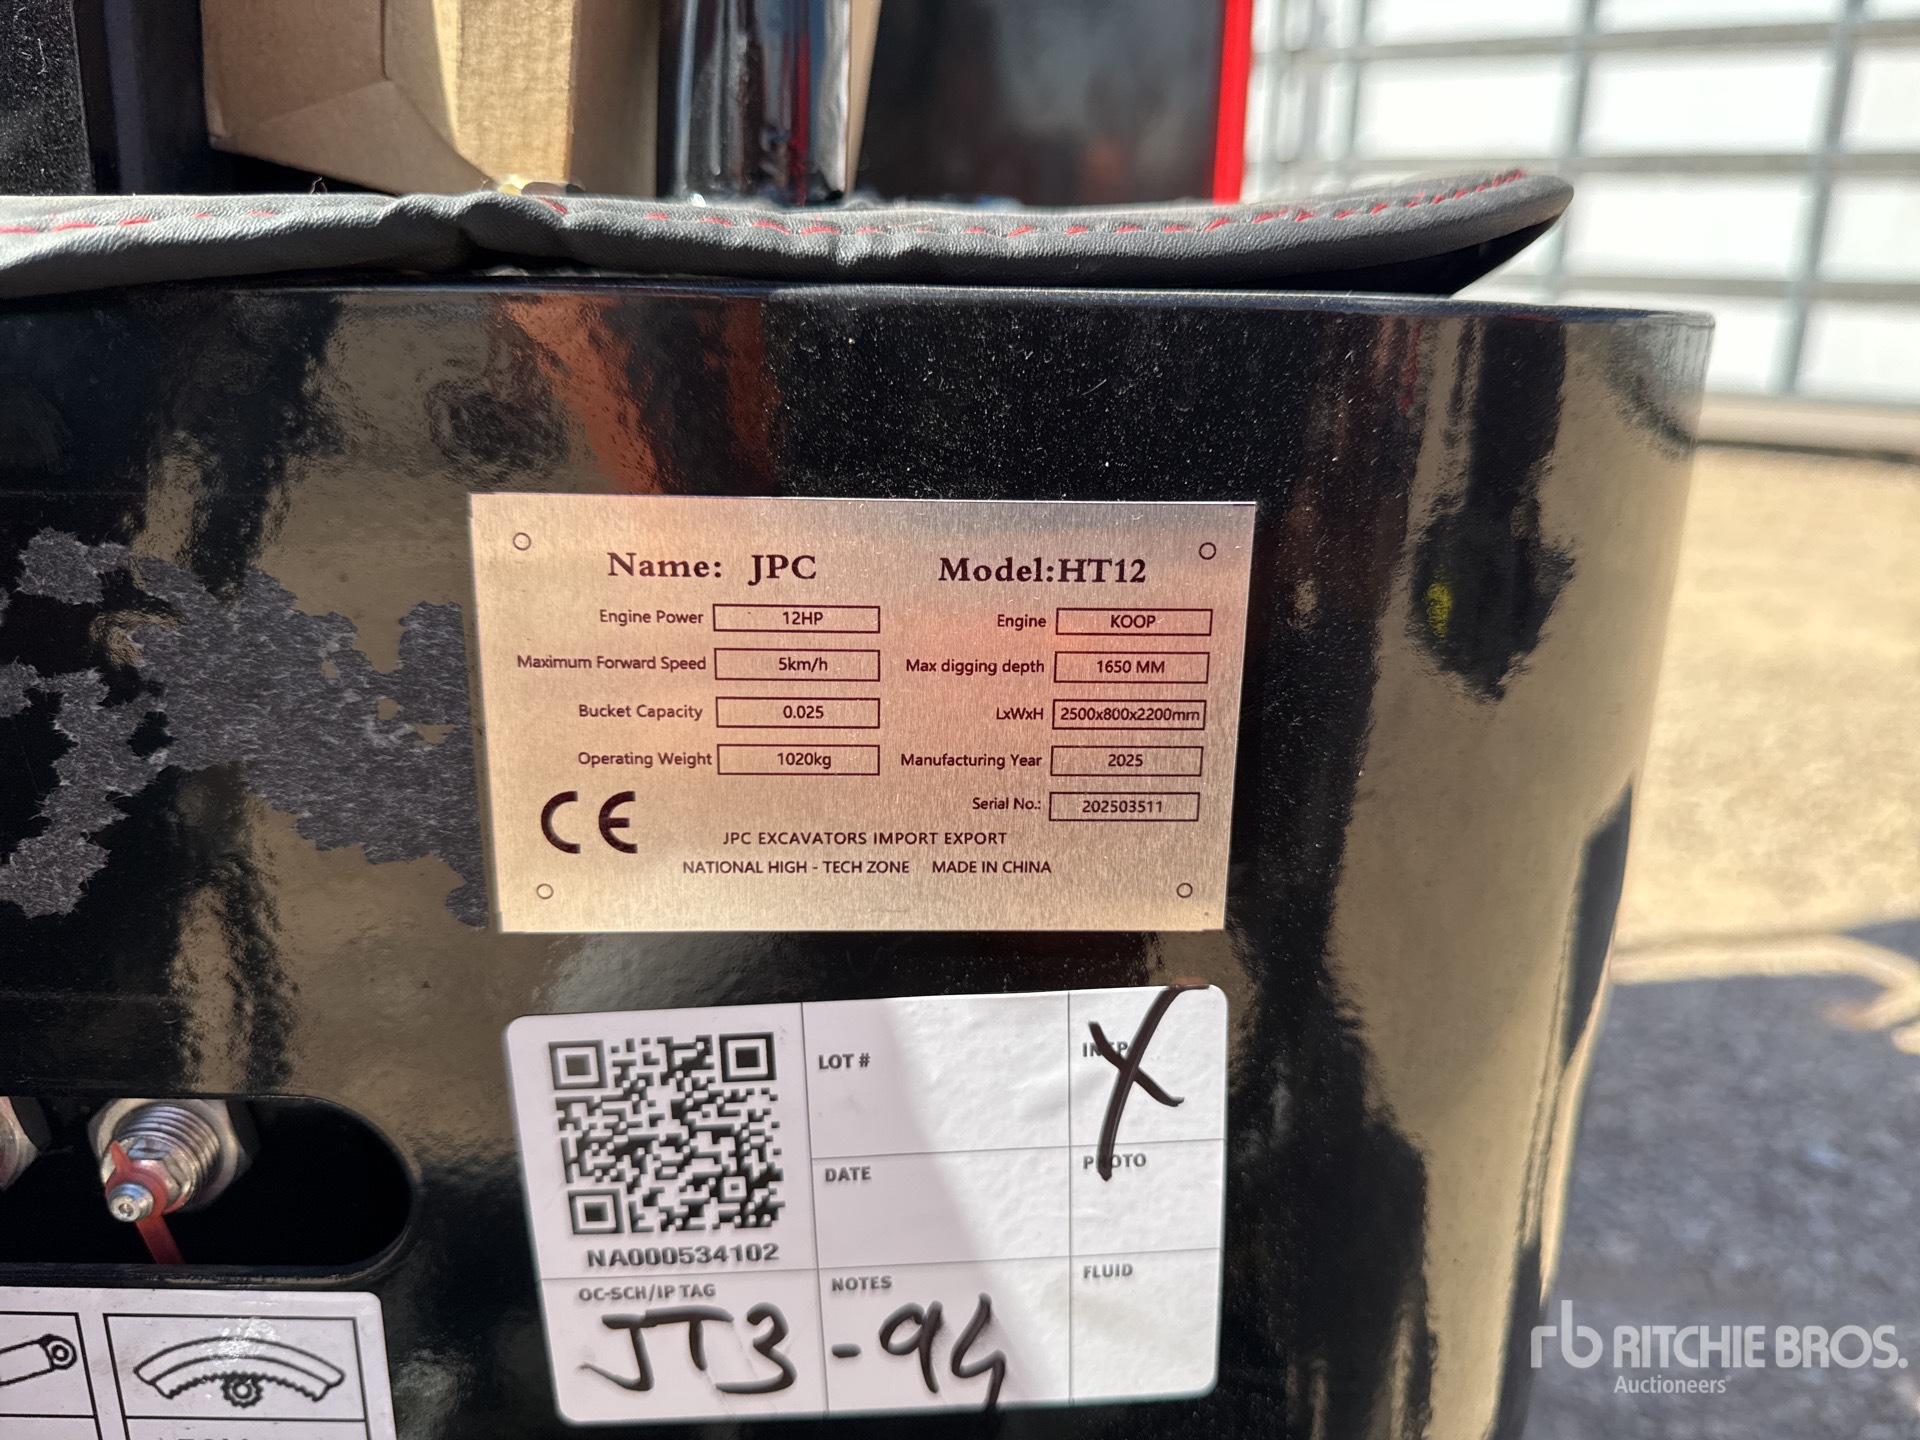 Name: JPC Model:HT12
Engine Power 12HP Engine KOOP
Maximum Forward Speed 5km/h Max digging depth 1650 MM
Bucket Capacity 0.025 LxWxH 2500x800x2200mm
Operating Weight 1020kg Manufacturing Year 2025
Serial No.: 202503511
CE
JPC EXCAVATORS IMPORT EXPORT
NATIONAL HIGH - TECH ZONE MADE IN CHINA
LOT #
INSP
X
DATE
PHOTO
NA000534102
OC-SCH/IP TAG
NOTES
FLUID
JT3-94
rb RITCHIE BROS.
Auctioneers